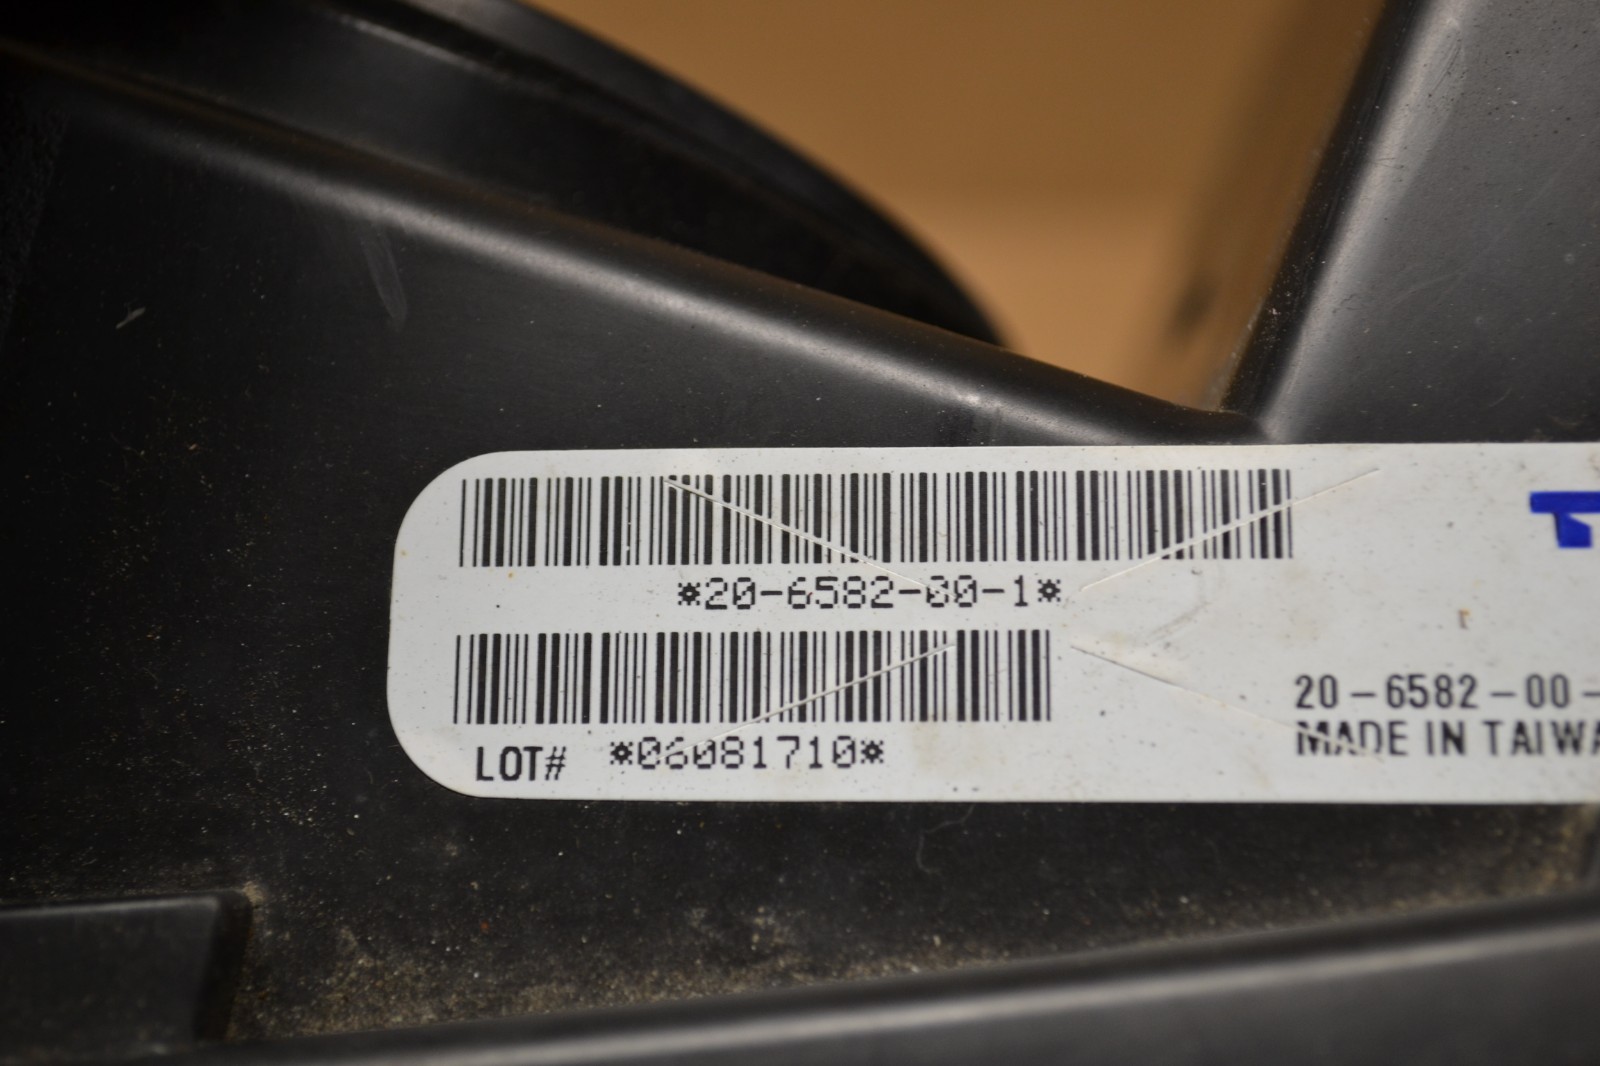 *20-6582-00-1*
LOT# *06081710*
20-6582-00-
MADE IN TAIWA